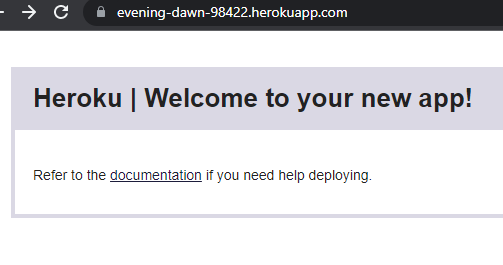 evening-dawn-98422.herokuapp.com
Heroku | Welcome to your new app!
Refer to the documentation if you need help deploying.